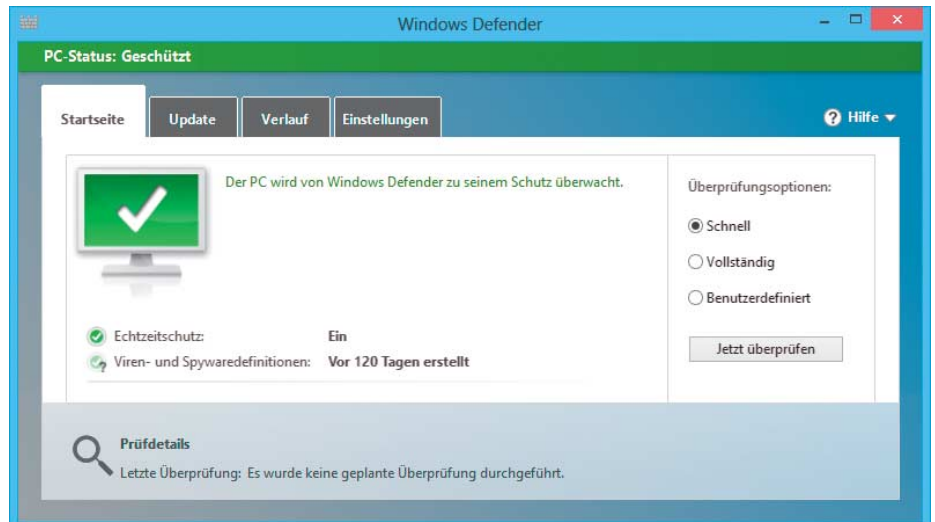 Windows Defender
PC-Status: Geschützt
Startseite
Update
Verlauf
Einstellungen
? Hilfe
Der PC wird von Windows Defender zu seinem Schutz überwacht.
Echtzeitschutz: Ein
Viren- und Spywaredefinitionen: Vor 120 Tagen erstellt
Überprüfungsoptionen:
Schnell
Vollständig
Benutzerdefiniert
Jetzt überprüfen
Prüfdetails
Letzte Überprüfung: Es wurde keine geplante Überprüfung durchgeführt.